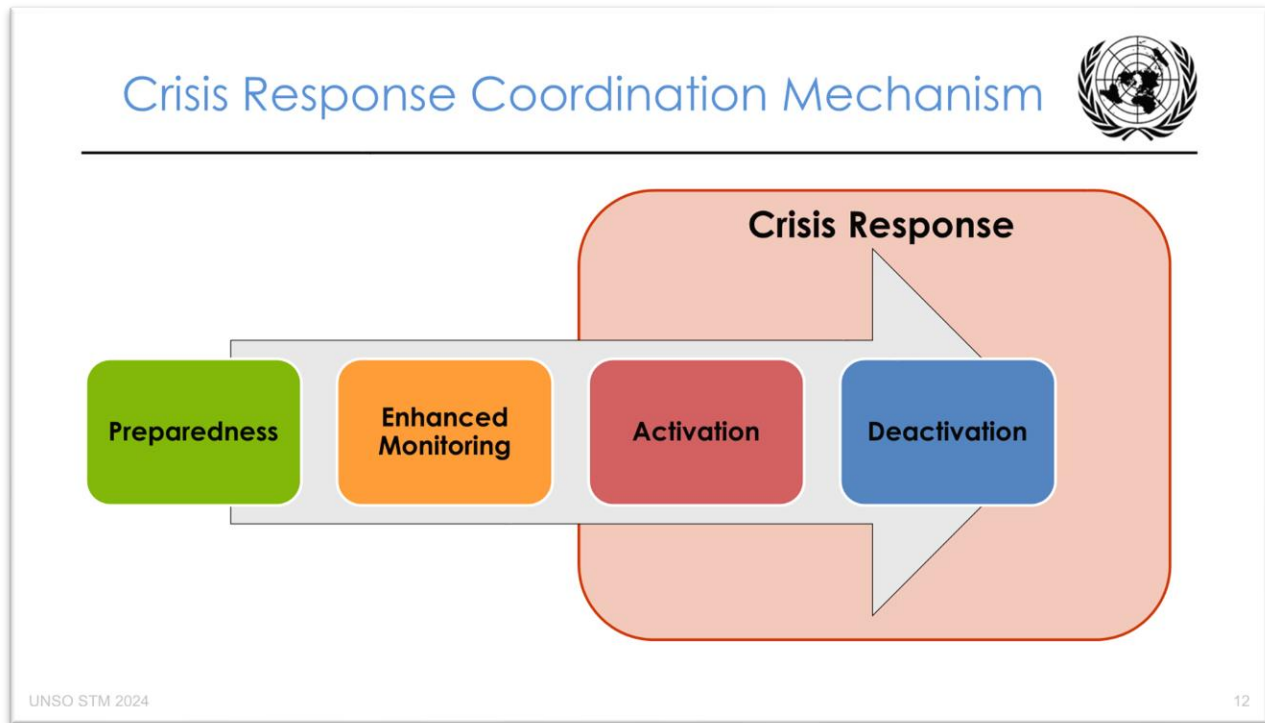 Crisis Response Coordination Mechanism
Crisis Response
Preparedness
Enhanced
Monitoring
Activation
Deactivation
UNSO STM 2024
12